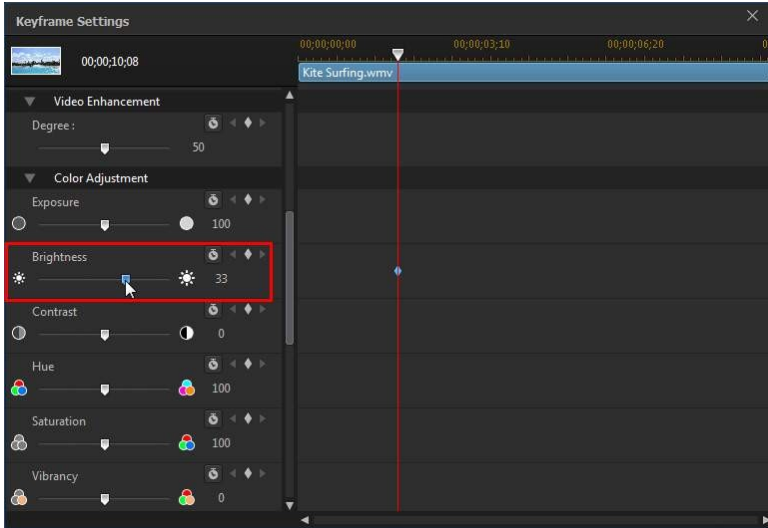 Keyframe Settings
00;00;10;08
00;00;00;00 00;00;03;10 00;00;06;20 0
Kite Surfing.wmv
Video Enhancement
Degree :
50
Color Adjustment
Exposure
100
Brightness
33
Contrast
0
Hue
100
Saturation
100
Vibrancy
0